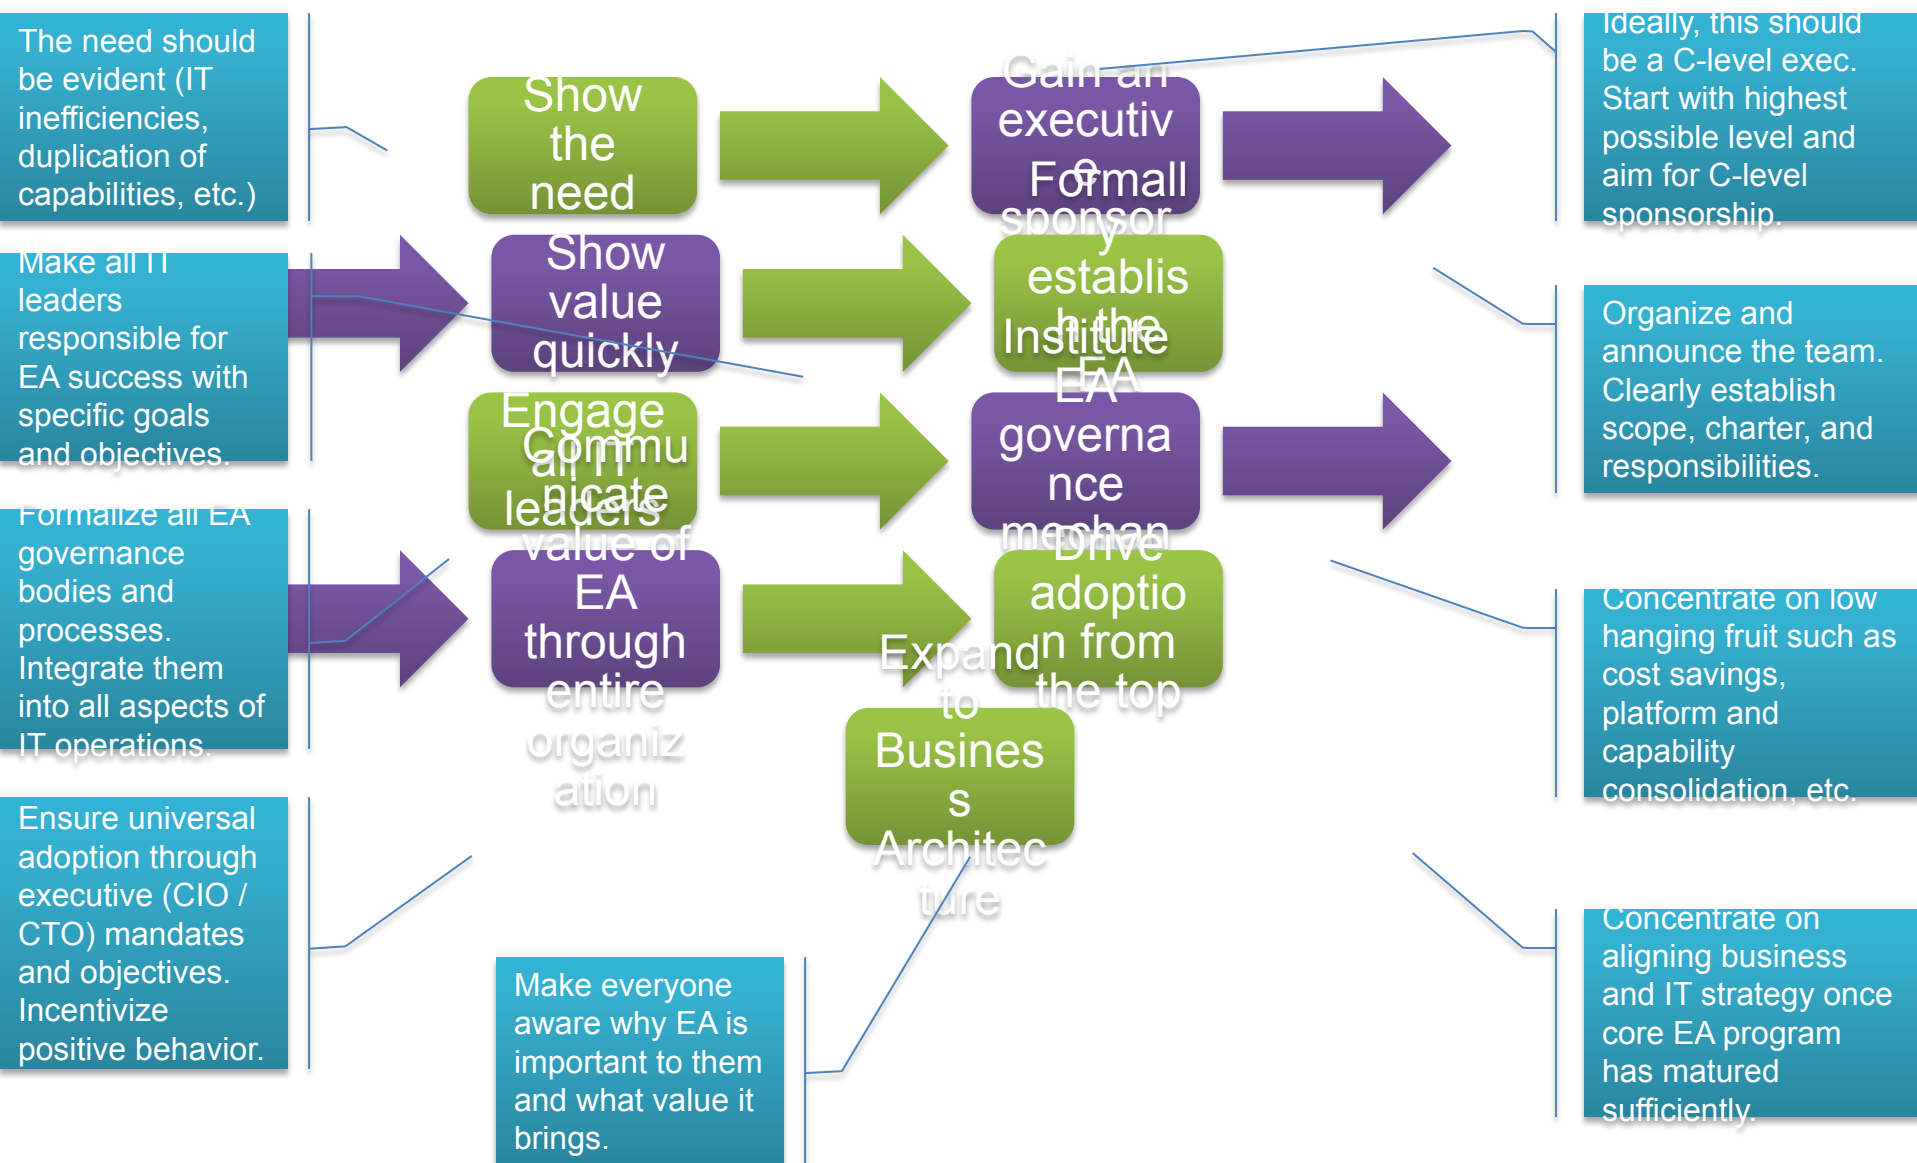 The need should
be evident (IT
inefficiencies,
duplication of
capabilities, etc.)
Make all IT
leaders
responsible for
EA success with
specific goals
and objectives.
Formalize all EA
governance
bodies and
processes.
Integrate them
into all aspects of
IT operations.
Ensure universal
adoption through
executive (CIO /
CTO) mandates
and objectives.
Incentivize
positive behavior.
Show
the
need
Gain an
executiv
e
sponsor
Show
value
quickly
Formall
y
establis
h the
EA
Engage
all IT
leaders
Institute
EA
governa
nce
mechan
Commu
nicate
value of
EA
through
entire
organiz
ation
Drive
adoptio
n from
the top
Expand
to
Busines
s
Architec
ture
Make everyone
aware why EA is
important to them
and what value it
brings.
Ideally, this should
be a C-level exec.
Start with highest
possible level and
aim for C-level
sponsorship.
Organize and
announce the team.
Clearly establish
scope, charter, and
responsibilities.
Concentrate on low
hanging fruit such as
cost savings,
platform and
capability
consolidation, etc.
Concentrate on
aligning business
and IT strategy once
core EA program
has matured
sufficiently.